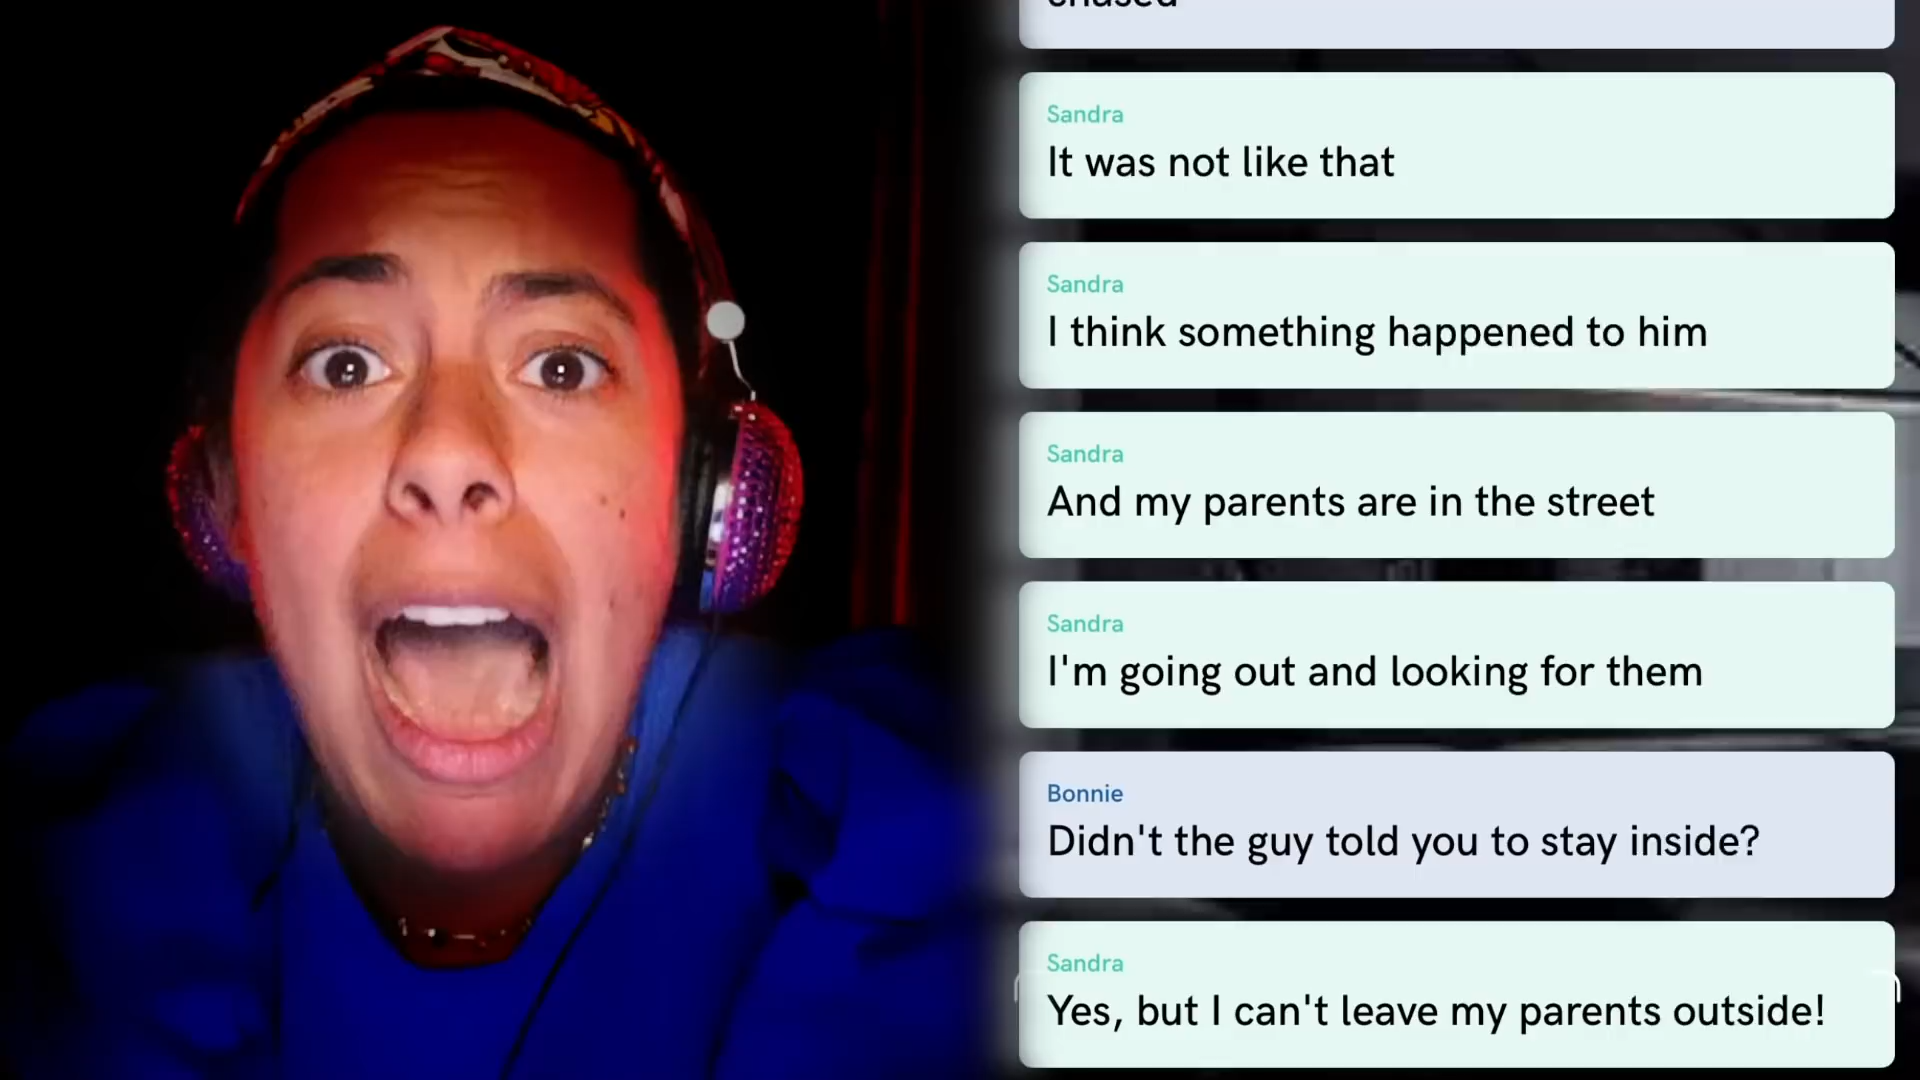 chased
Sandra
It was not like that
Sandra
I think something happened to him
Sandra
And my parents are in the street
Sandra
I'm going out and looking for them
Bonnie
Didn't the guy told you to stay inside?
Sandra
Yes, but I can't leave my parents outside!